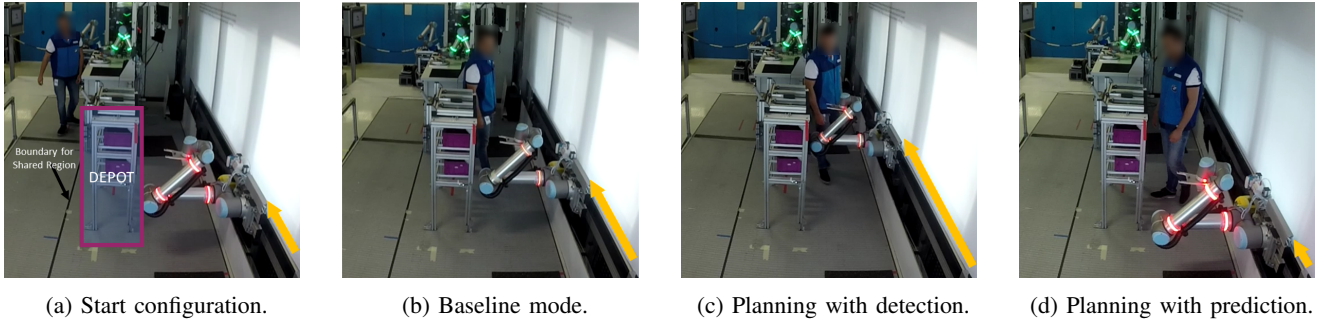 Boundary for
Shared Region
DEPOT
(a) Start configuration.
(b) Baseline mode.
(c) Planning with detection.
(d) Planning with prediction.